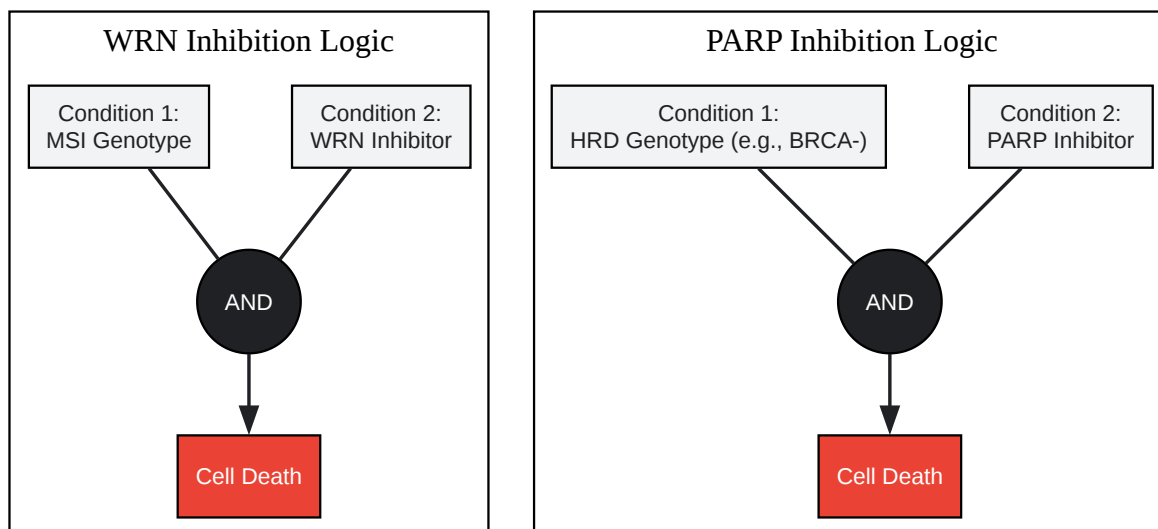 WRN Inhibition Logic
Condition 1:
MSI Genotype
Condition 2:
WRN Inhibitor
AND
Cell Death
PARP Inhibition Logic
Condition 1:
HRD Genotype (e.g., BRCA-)
Condition 2:
PARP Inhibitor
AND
Cell Death